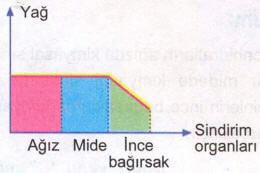 Yağ
Ağız Mide İnce bağırsak
Sindirim organları